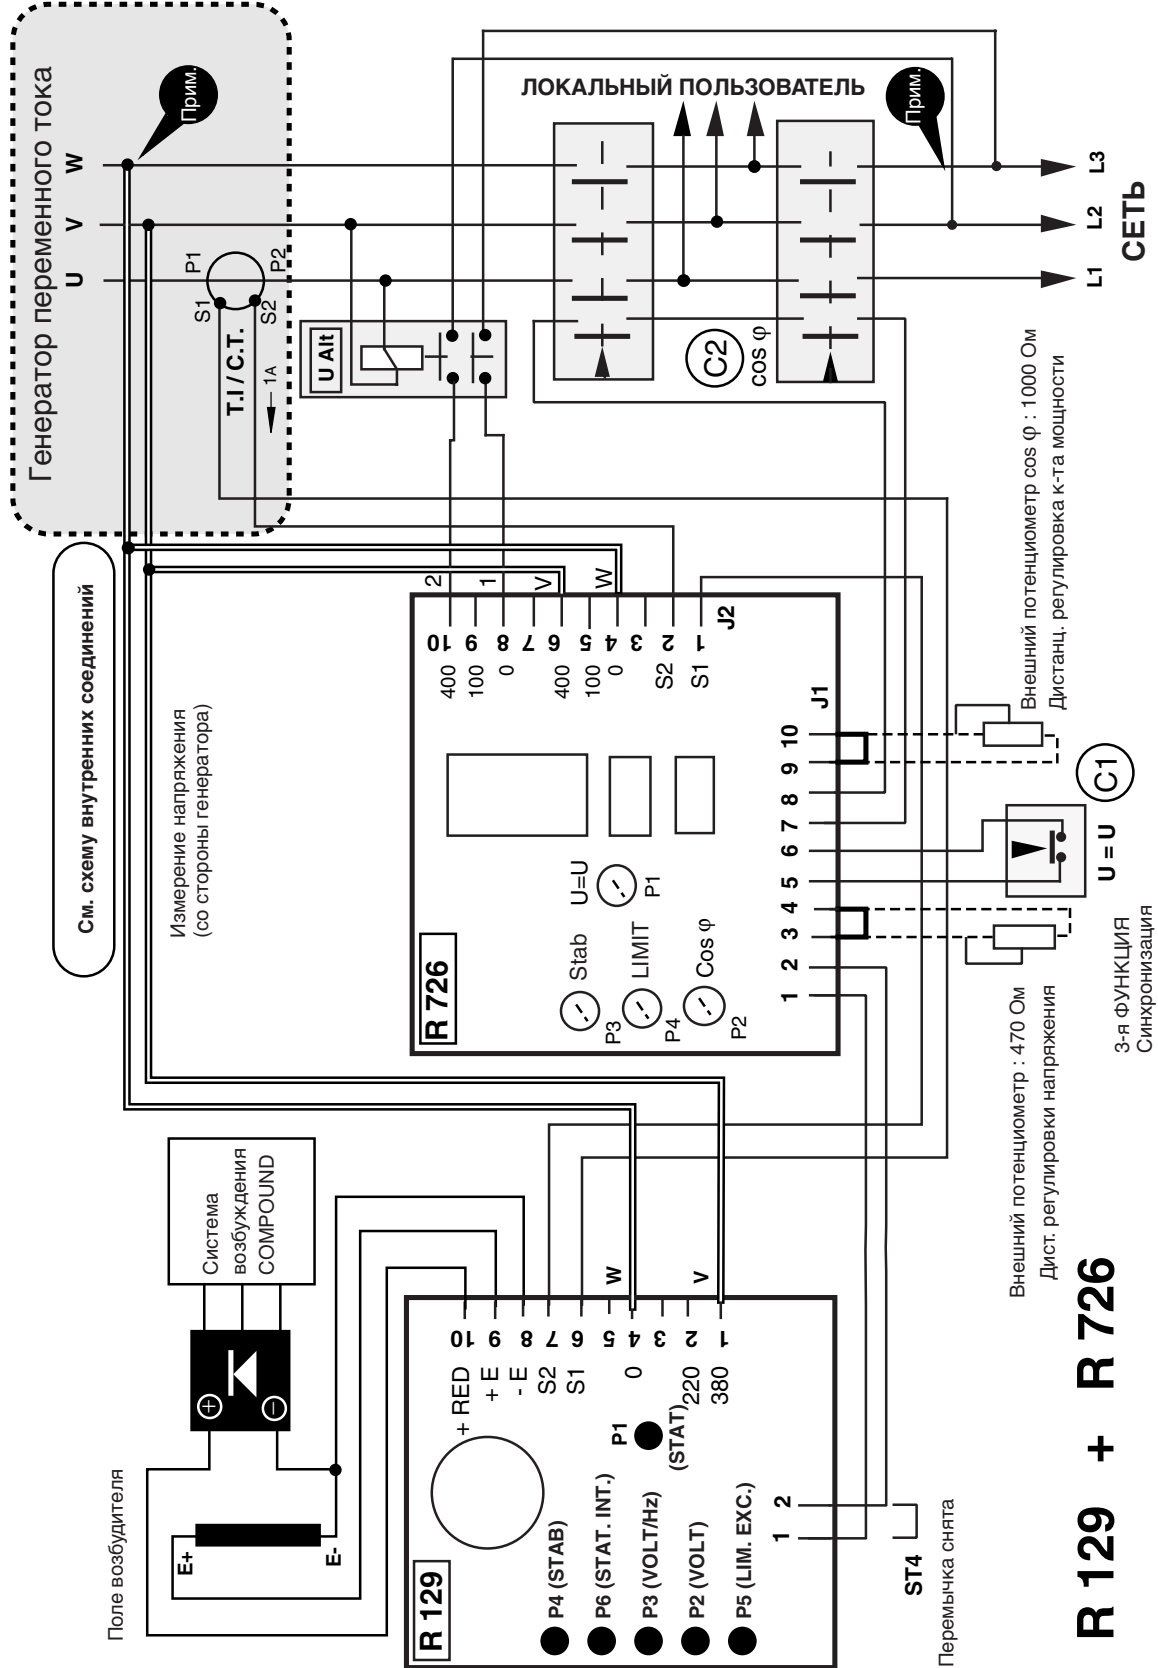 Генератор переменного тока
W
V
U
Прим.
P1
P2
S1
S2
T.I / C.T.
1A
См. схему внутренних соединений
U Alt
ЛОКАЛЬНЫЙ ПОЛЬЗОВАТЕЛЬ
Прим.
L3
L2
L1
СЕТЬ
C2
cos φ
Измерение напряжения
(со стороны генератора)
2
1
V
W
10
9
8
7
6
5
4
3
2
1
J2
400
100
0
400
100
0
S2
S1
R 726
Stab
P3
LIMIT
P4
Cos φ
P2
U=U
P1
J1
1
2
3
4
5
6
7
8
9
10
Внешний потенциометр cos φ : 1000 Ом
Дистанц. регулировка к-та мощности
C1
U = U
3-я ФУНКЦИЯ
Синхронизация
Внешний потенциометр : 470 Ом
Дист. регулировки напряжения
Система
возбуждения
COMPOUND
+
−
Поле возбудителя
E+
E-
W
V
10
9
8
7
6
5
4
3
2
1
+ RED
+ E
- E
S2
S1
0
220
380
R 129
P1
(STAT)
P4 (STAB)
P6 (STAT. INT.)
P3 (VOLT/Hz)
P2 (VOLT)
P5 (LIM. EXC.)
1
2
ST4
Перемычка снята
R 129 + R 726